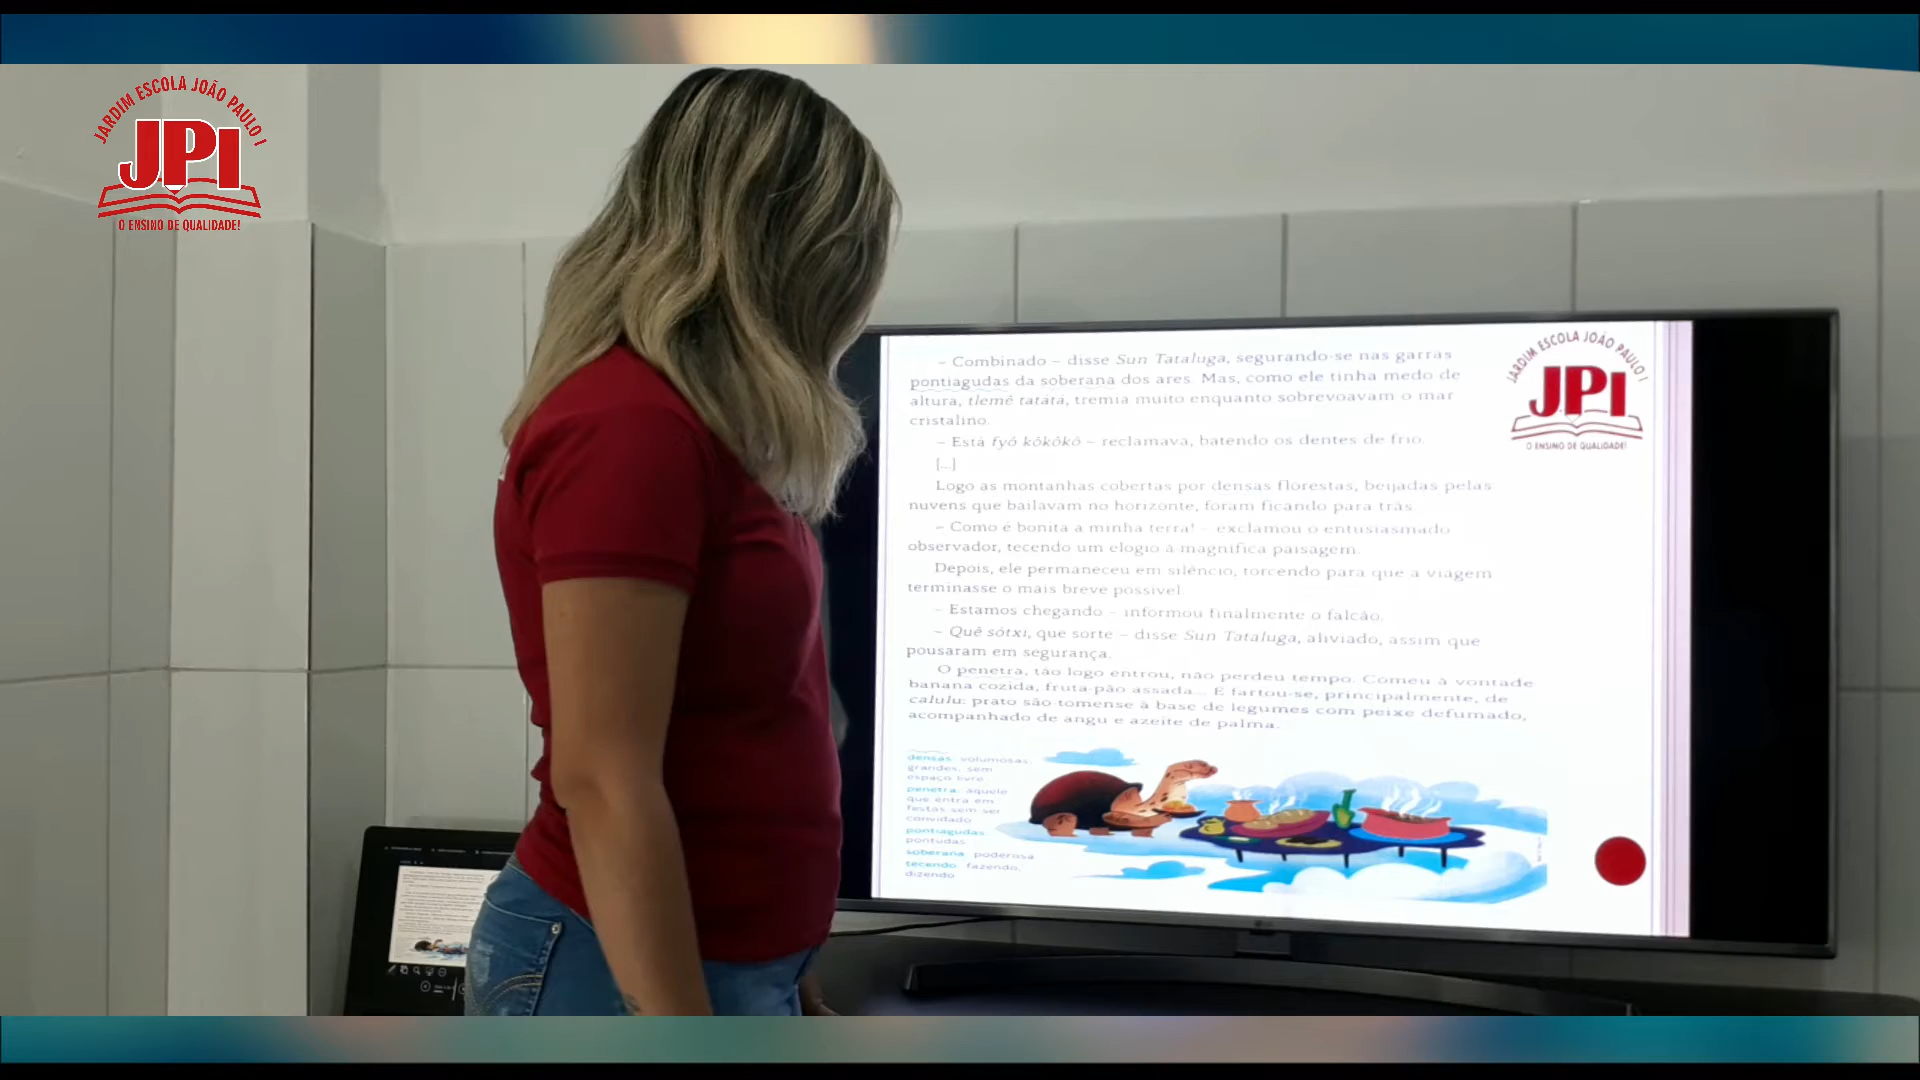 JARDIM ESCOLA JOÃO PAULO I
JPI
O ENSINO DE QUALIDADE!
– Combinado – disse Sun Tataluga, segurando-se nas garras
pontiagudas da soberana dos ares. Mas, como ele tinha medo de
altura, tlemê tatátá, tremia muito enquanto sobrevoavam o mar
cristalino.
– Está fyó kôkôkô – reclamava, batendo os dentes de frio.
[...]
Logo as montanhas cobertas por densas florestas, beijadas pelas
nuvens que bailavam no horizonte, foram ficando para trás.
– Como é bonita a minha terra! – exclamou o entusiasmado
observador, tecendo um elogio à magnífica paisagem.
Depois, ele permaneceu em silêncio, torcendo para que a viagem
terminasse o mais breve possível.
– Estamos chegando – informou finalmente o falcão.
– Quê sòtxi, que sorte – disse Sun Tataluga, aliviado, assim que
pousaram em segurança.
O penetra, tão logo entrou, não perdeu tempo. Comeu à vontade
banana cozida, fruta-pão assada... E fartou-se, principalmente, de
calulu: prato são-tomense à base de legumes com peixe defumado,
acompanhado de angu e azeite de palma.
densas: volumosas,
grandes, sem
espaço livre
penetra: aquele
que entra em
festas sem ser
convidado
pontiagudas:
pontudas
soberana: poderosa
tecendo: fazendo,
dizendo
JARDIM ESCOLA JOÃO PAULO I
JPI
O ENSINO DE QUALIDADE!
LG